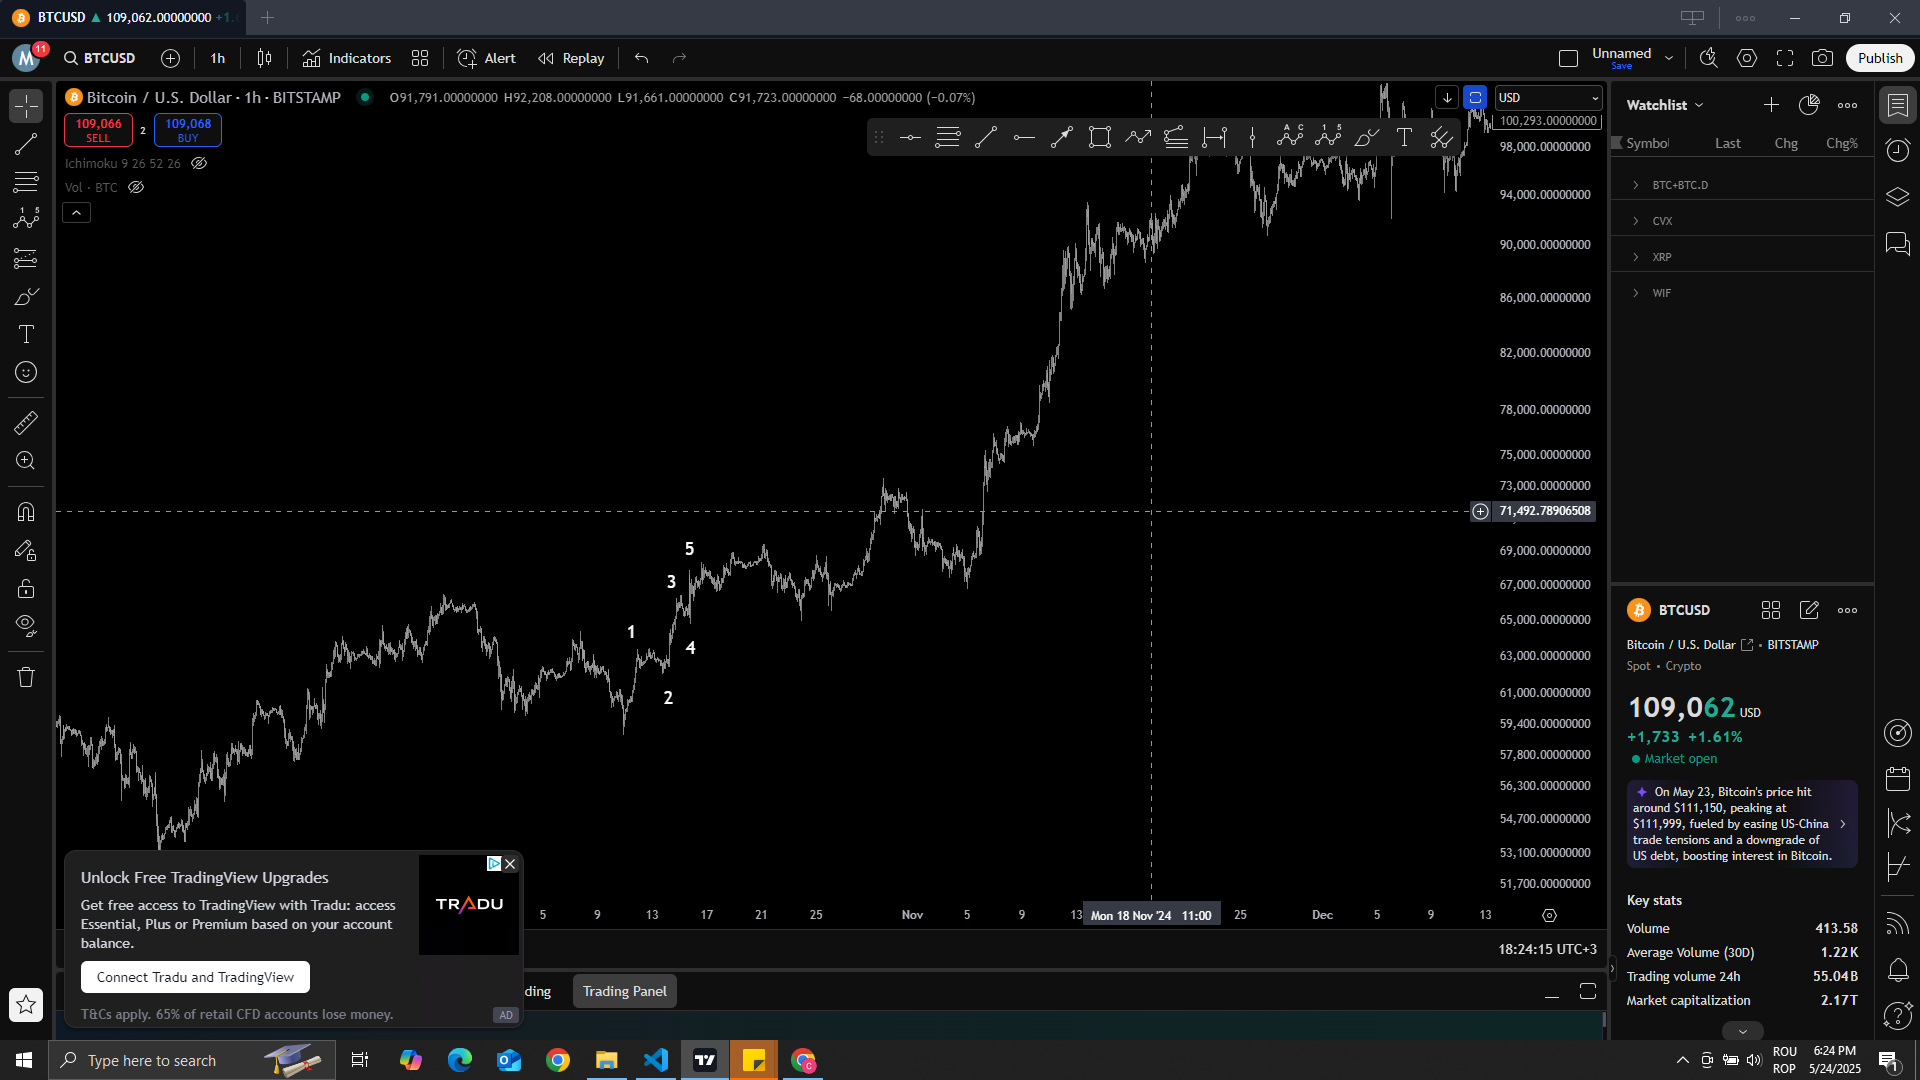 BTCUSD ▲ 109,062.00000000 +1.
M 11 BTCUSD 1h Indicators Alert Replay Unnamed Save Publish
Bitcoin / U.S. Dollar · 1h · BITSTAMP O91,791.00000000 H92,208.00000000 L91,661.00000000 C91,723.00000000 −68.00000000 (−0.07%)
109,066 SELL 2 109,068 BUY
Ichimoku 9 26 52 26
Vol · BTC
USD
100,293.00000000
98,000.00000000
94,000.00000000
90,000.00000000
86,000.00000000
82,000.00000000
78,000.00000000
75,000.00000000
73,000.00000000
71,492.78906508
69,000.00000000
67,000.00000000
65,000.00000000
63,000.00000000
61,000.00000000
59,400.00000000
57,800.00000000
56,300.00000000
54,700.00000000
53,100.00000000
51,700.00000000
5
3
1
4
2
5 9 13 17 21 25 Nov 5 9 13 Mon 18 Nov '24 11:00 25 Dec 5 9 13
18:24:15 UTC+3
Unlock Free TradingView Upgrades
Get free access to TradingView with Tradu: access
Essential, Plus or Premium based on your account
balance.
TRADU
Connect Tradu and TradingView
T&Cs apply. 65% of retail CFD accounts lose money. AD
ding Trading Panel
Watchlist
Symbol Last Chg Chg%
BTC+BTC.D
CVX
XRP
WIF
BTCUSD
Bitcoin / U.S. Dollar • BITSTAMP
Spot • Crypto
109,062 USD
+1,733 +1.61%
Market open
On May 23, Bitcoin's price hit
around $111,150, peaking at
$111,999, fueled by easing US-China
trade tensions and a downgrade of
US debt, boosting interest in Bitcoin.
Key stats
Volume 413.58
Average Volume (30D) 1.22 K
Trading volume 24h 55.04 B
Market capitalization 2.17 T
Type here to search
ROU 6:24 PM
ROP 5/24/2025
1